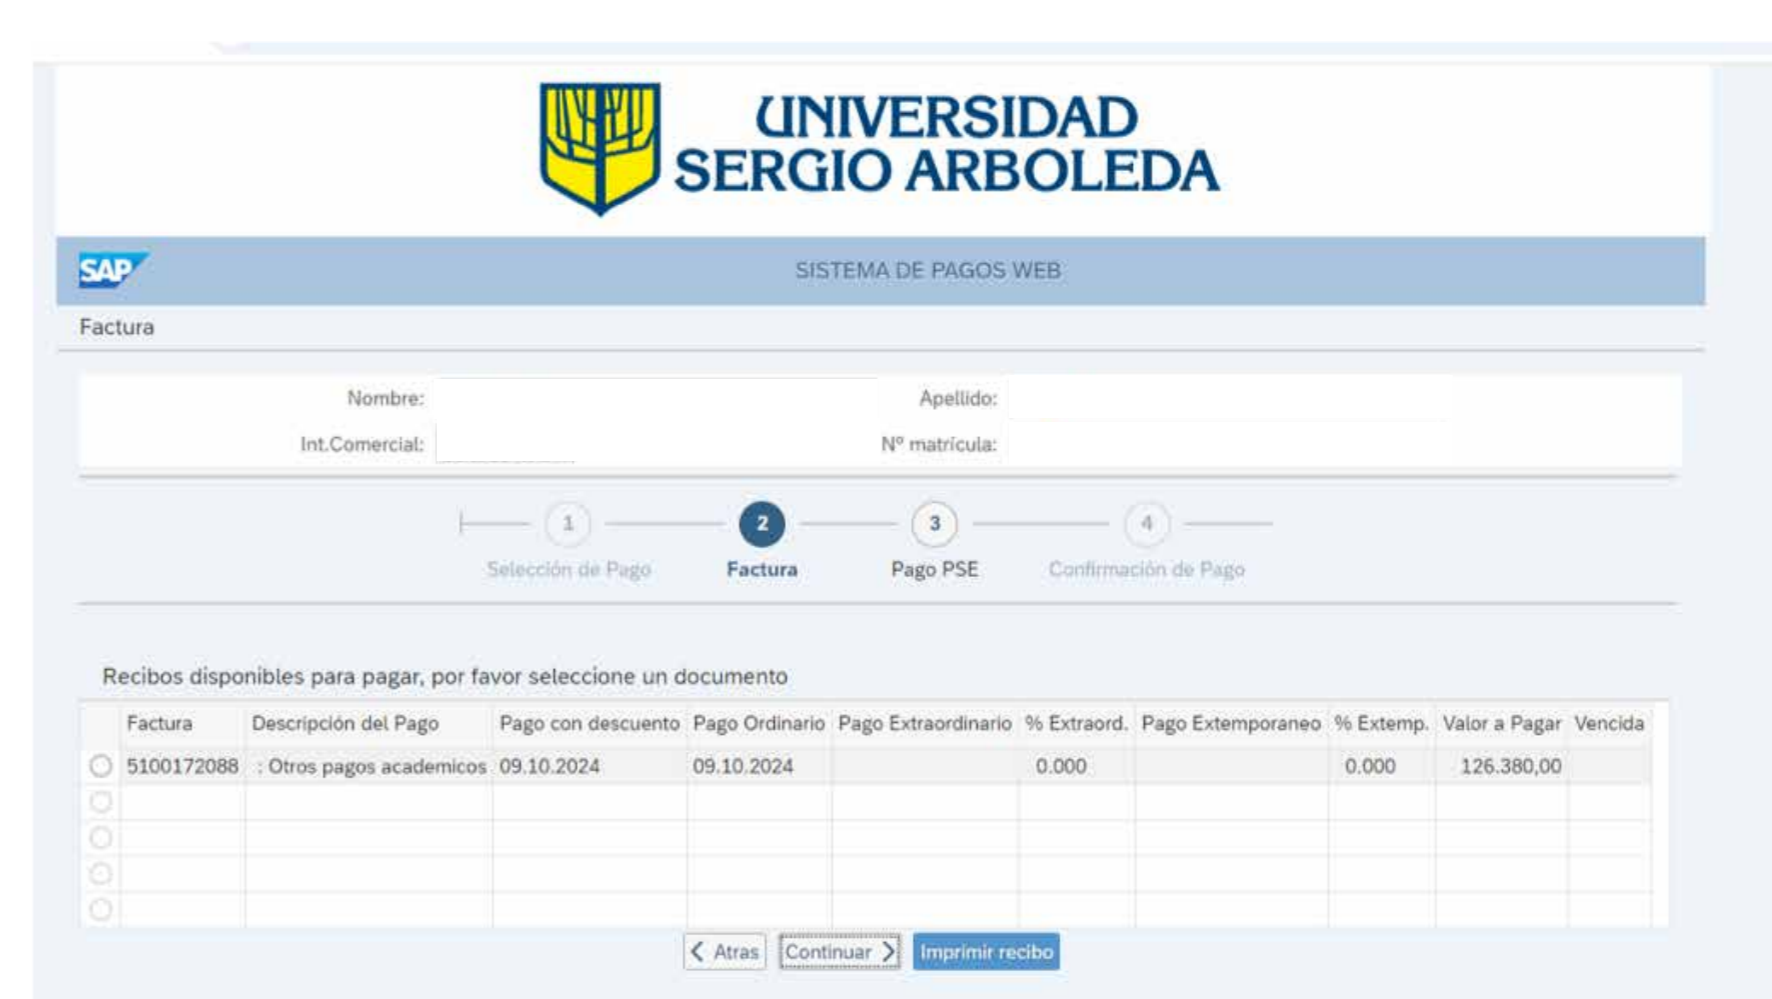 UNIVERSIDAD
SERGIO ARBOLEDA
SAP
SISTEMA DE PAGOS WEB
Factura
Nombre: Apellido:
Int.Comercial: Nº matrícula:
1 2 3 4
Selección de Pago Factura Pago PSE Confirmación de Pago
Recibos disponibles para pagar, por favor seleccione un documento
Factura Descripción del Pago Pago con descuento Pago Ordinario Pago Extraordinario % Extraord. Pago Extemporaneo % Extemp. Valor a Pagar Vencida
5100172088 : Otros pagos academicos 09.10.2024 09.10.2024 0.000 0.000 126.380,00
Atras Continuar Imprimir recibo